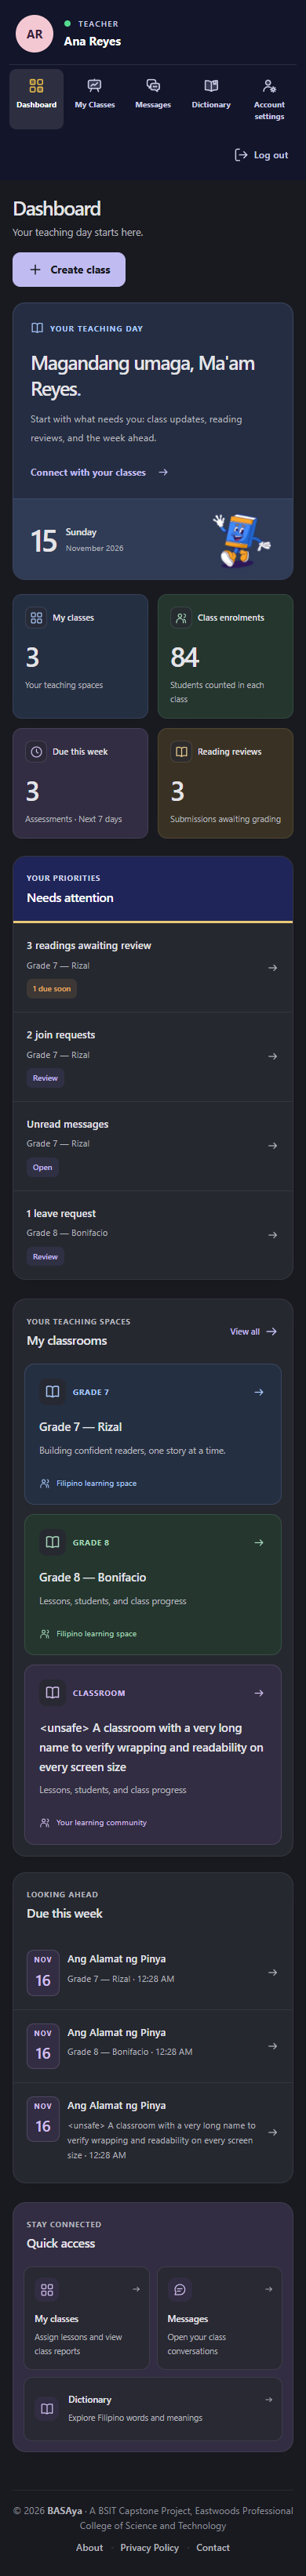 AR
TEACHER
Ana Reyes
Dashboard
My Classes
Messages
Dictionary
Account
settings
Log out
Dashboard
Your teaching day starts here.
Create class
YOUR TEACHING DAY
Magandang umaga, Ma'am
Reyes.
Start with what needs you: class updates, reading
reviews, and the week ahead.
Connect with your classes
15
Sunday
November 2026
My classes
3
Your teaching spaces
Class enrolments
84
Students counted in each
class
Due this week
3
Assessments · Next 7 days
Reading reviews
3
Submissions awaiting grading
YOUR PRIORITIES
Needs attention
3 readings awaiting review
Grade 7 — Rizal
1 due soon
2 join requests
Grade 7 — Rizal
Review
Unread messages
Grade 7 — Rizal
Open
1 leave request
Grade 8 — Bonifacio
Review
YOUR TEACHING SPACES
My classrooms
View all
GRADE 7
Grade 7 — Rizal
Building confident readers, one story at a time.
Filipino learning space
GRADE 8
Grade 8 — Bonifacio
Lessons, students, and class progress
Filipino learning space
CLASSROOM
<unsafe> A classroom with a very long
name to verify wrapping and readability on
every screen size
Lessons, students, and class progress
Your learning community
LOOKING AHEAD
Due this week
NOV
16
Ang Alamat ng Pinya
Grade 7 — Rizal · 12:28 AM
NOV
16
Ang Alamat ng Pinya
Grade 8 — Bonifacio · 12:28 AM
NOV
16
Ang Alamat ng Pinya
<unsafe> A classroom with a very long name to
verify wrapping and readability on every screen
size · 12:28 AM
STAY CONNECTED
Quick access
My classes
Assign lessons and view
class reports
Messages
Open your class
conversations
Dictionary
Explore Filipino words and meanings
© 2026 BASAya · A BSIT Capstone Project, Eastwoods Professional
College of Science and Technology
About · Privacy Policy · Contact